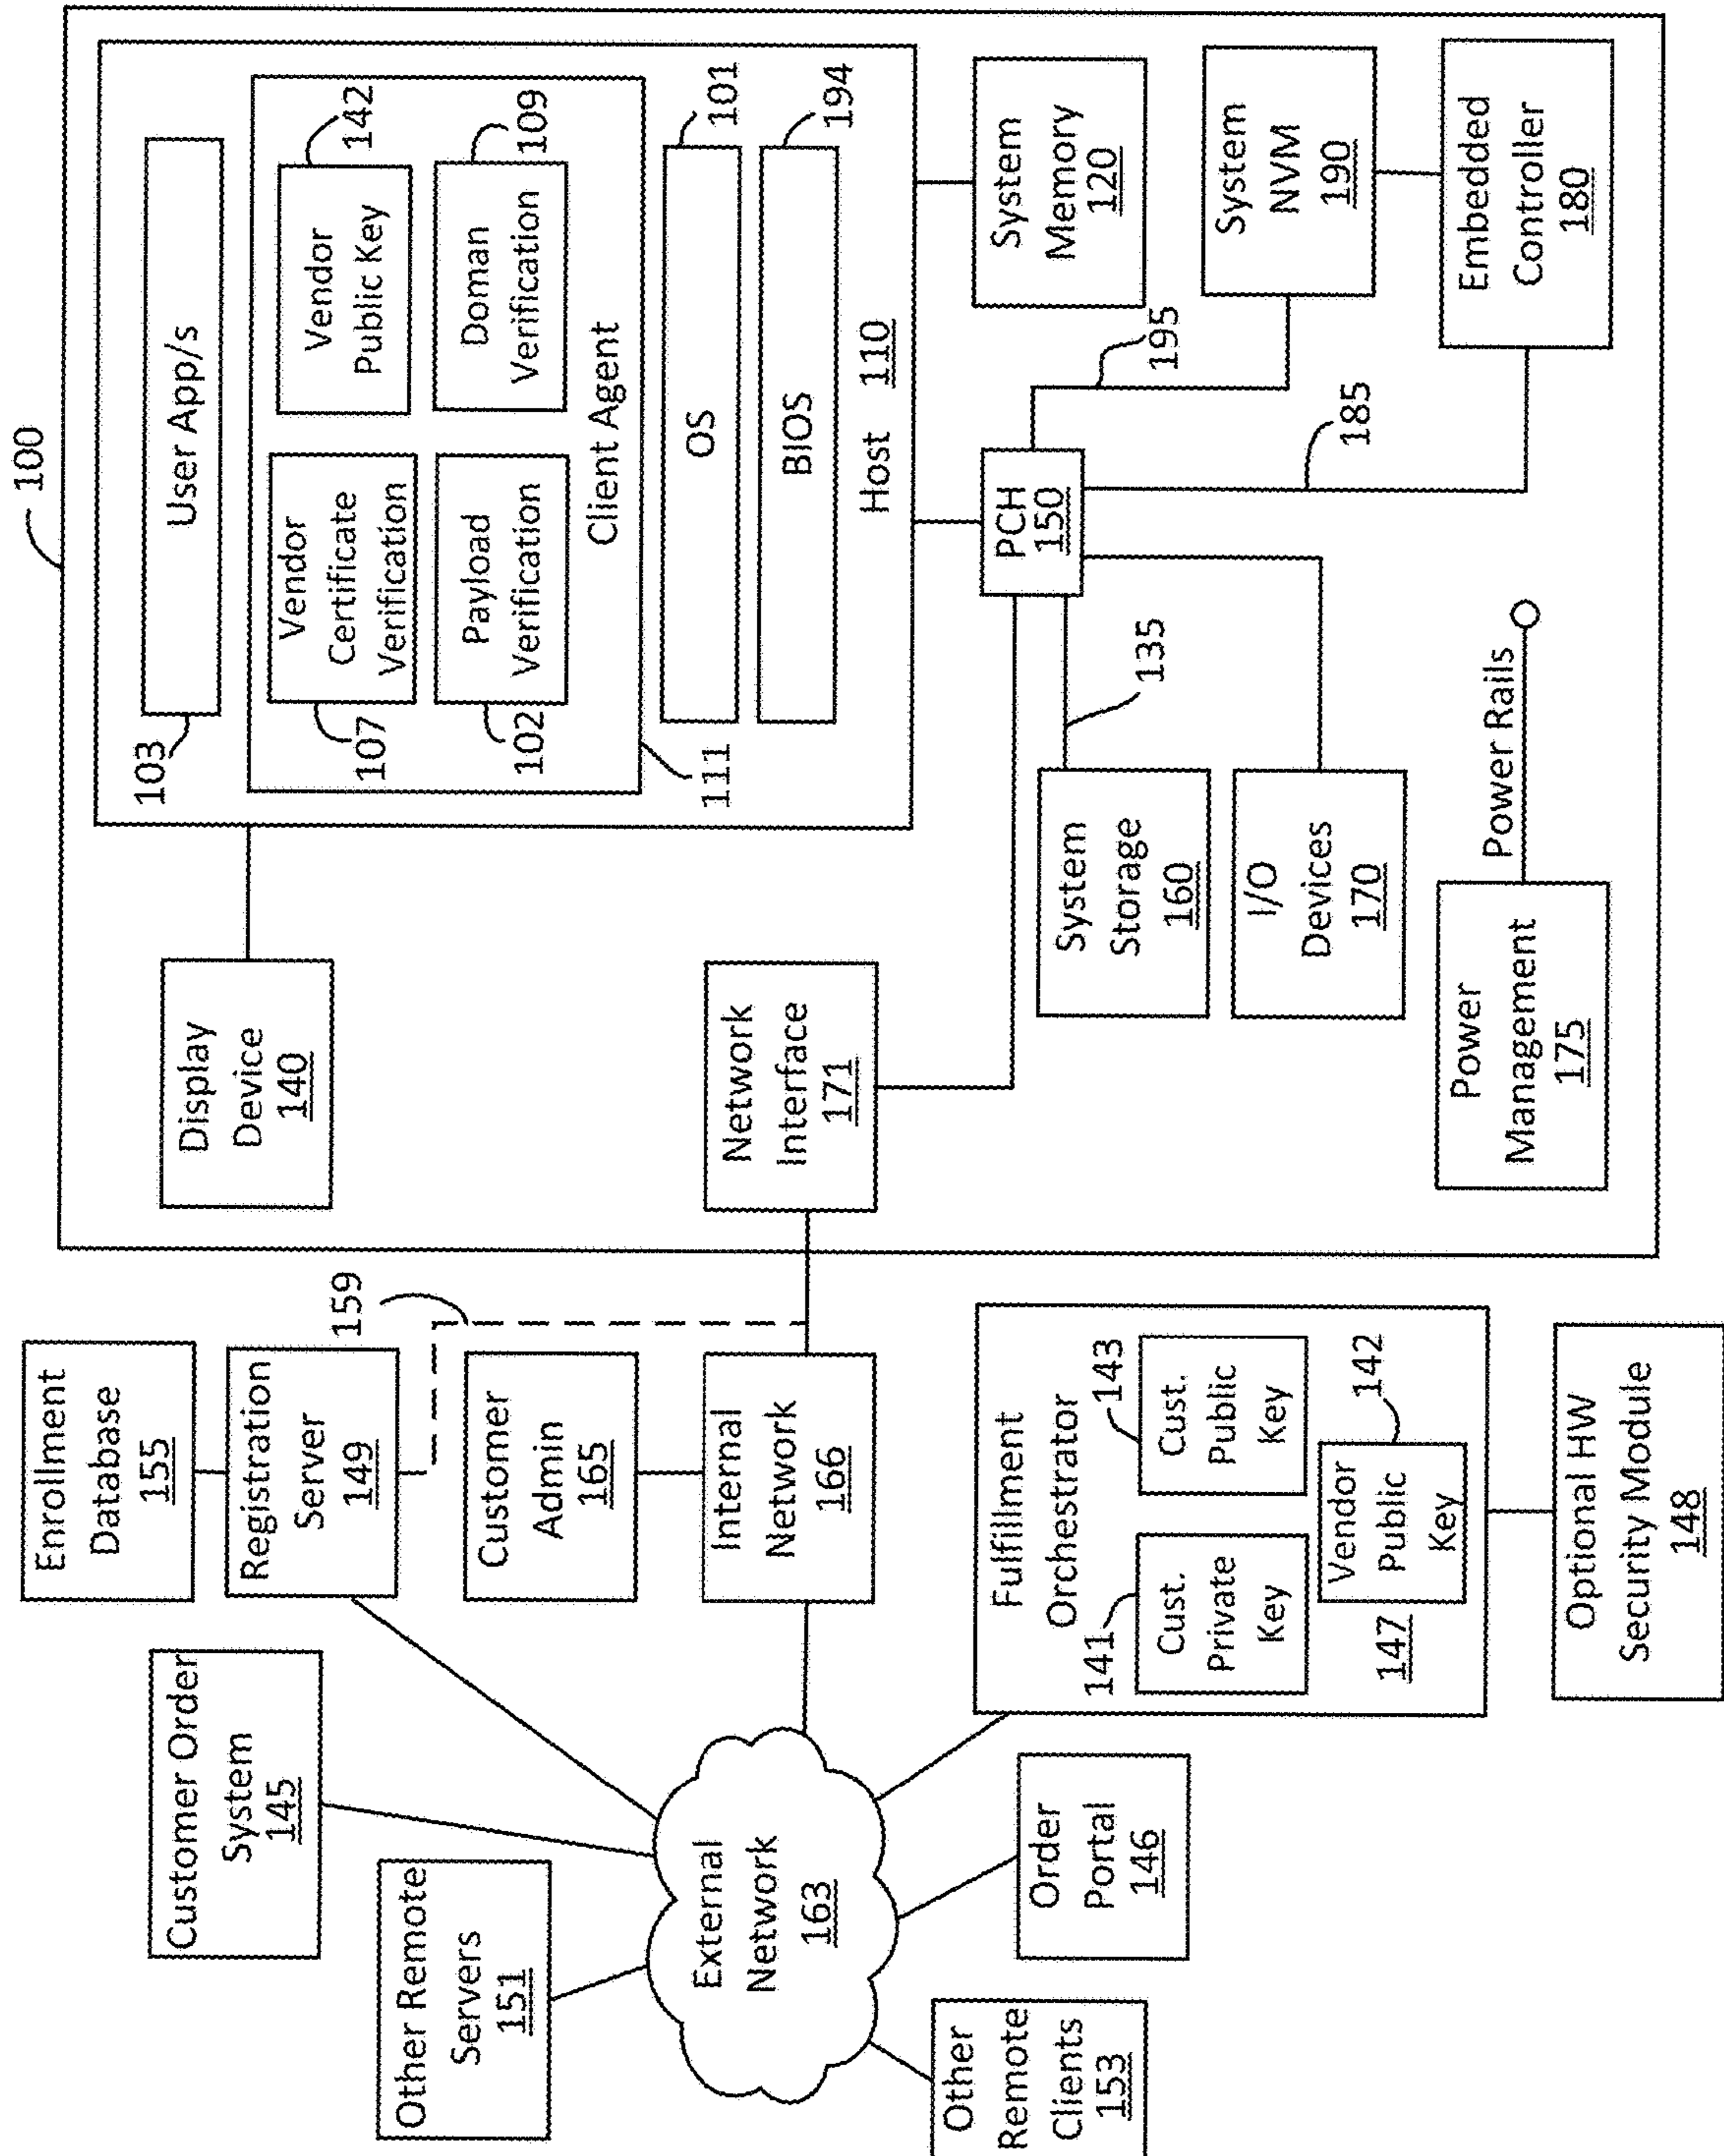 100
103
User App/s
Vendor
Certificate
Verification
107
Vendor
Public Key
142
Payload
Verification
102
Doman
Verification
109
Client Agent
111
OS
101
BIOS
194
Host 110
Display
Device
140
Network
Interface
171
PCH
150
System
Memory
120
195
185
135
System
Storage
160
System
NVM
190
I/O
Devices
170
Embedded
Controller
180
Power
Management
175
Power Rails
Enrollment
Database
155
Registration
Server
149
159
Customer
Admin
165
Internal
Network
166
Customer Order
System
145
Other Remote
Servers
151
External
Network
163
Fulfillment
Orchestrator
141
Cust.
Private
Key
143
Cust.
Public
Key
147
Vendor
Public
Key
142
Order
Portal
146
Other
Remote
Clients
153
Optional HW
Security Module
148